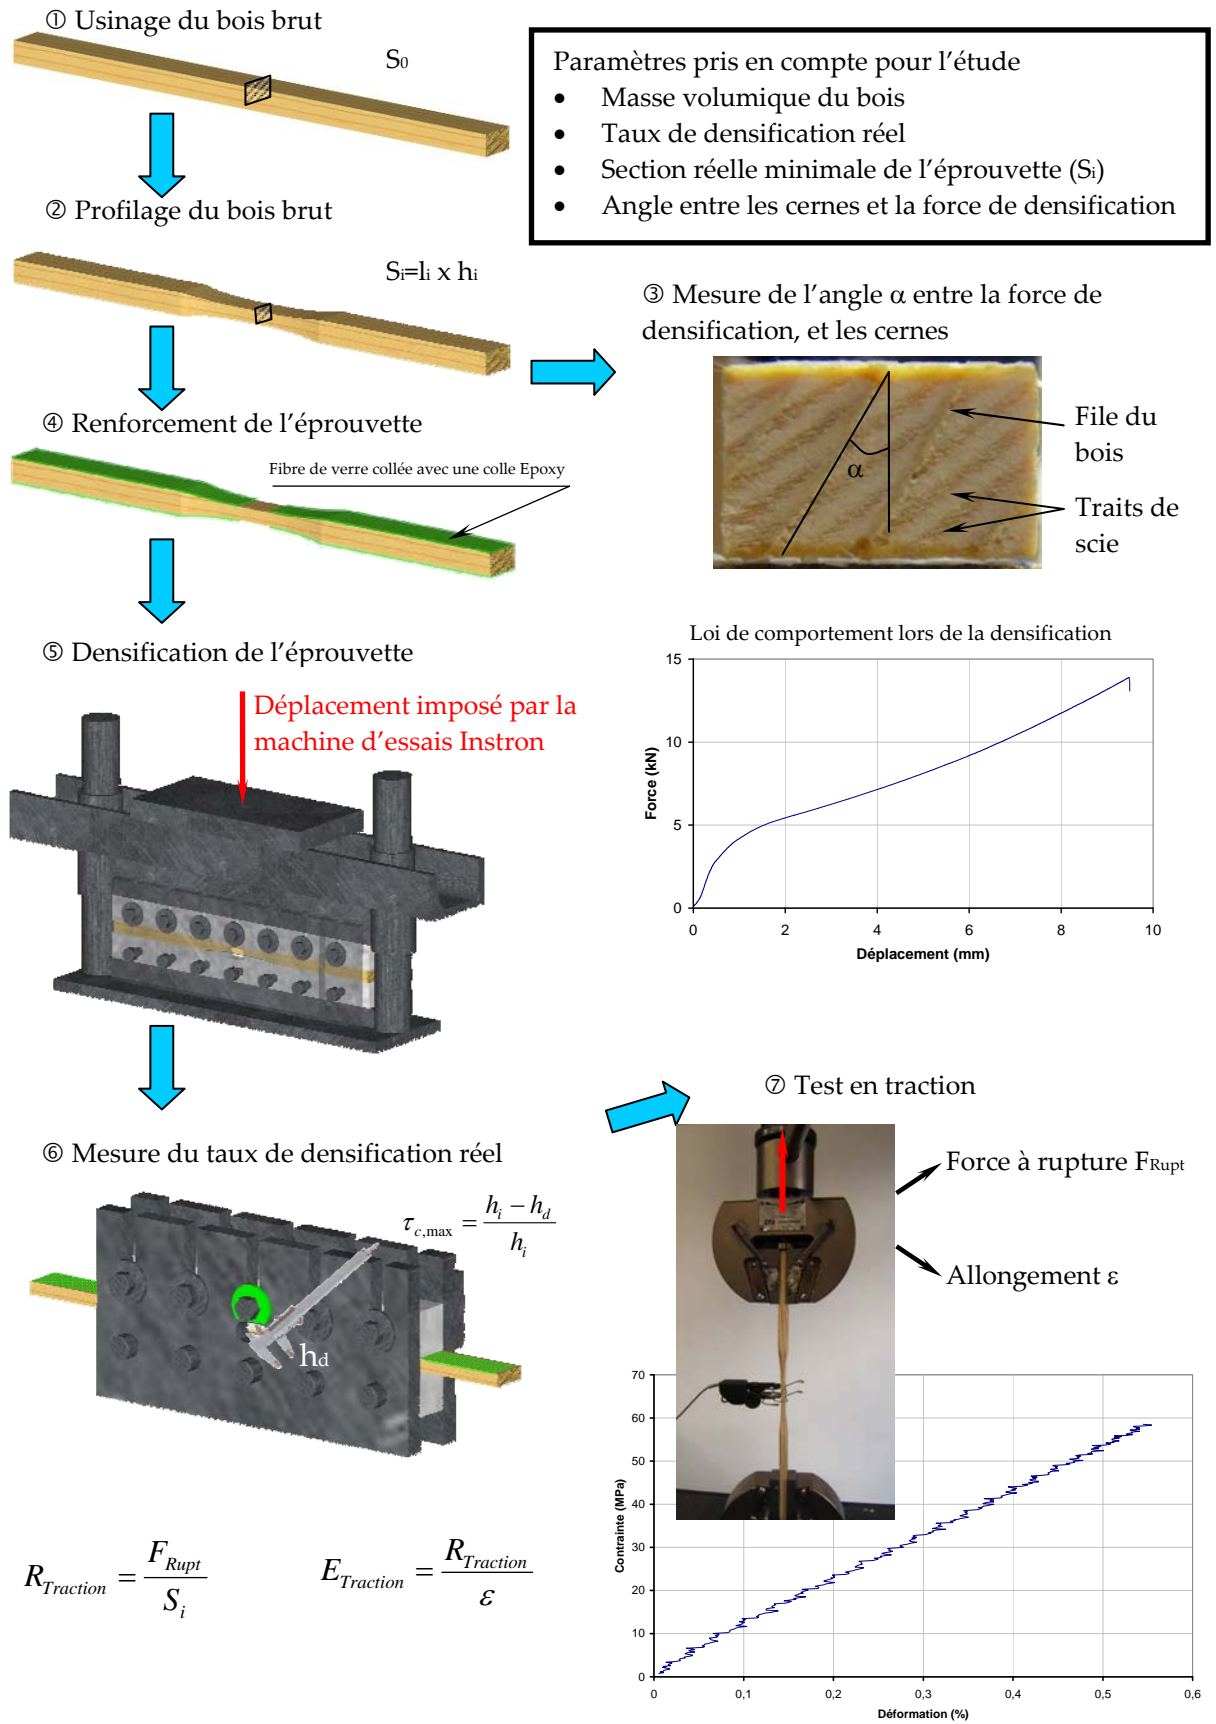 ① Usinage du bois brut
S0
Paramètres pris en compte pour l'étude
• Masse volumique du bois
• Taux de densification réel
• Section réelle minimale de l'éprouvette (Si)
• Angle entre les cernes et la force de densification
② Profilage du bois brut
Si=li x hi
③ Mesure de l'angle α entre la force de
densification, et les cernes
α
File du
bois
Traits de
scie
④ Renforcement de l'éprouvette
Fibre de verre collée avec une colle Epoxy
⑤ Densification de l'éprouvette
Déplacement imposé par la
machine d'essais Instron
Loi de comportement lors de la densification
15
10
5
0
Force (kN)
0 2 4 6 8 10
Déplacement (mm)
⑥ Mesure du taux de densification réel
τc,max = (hi − hd) / hi
hd
⑦ Test en traction
Force à rupture FRupt
Allongement ε
70
60
50
40
30
20
10
0
Contrainte (MPa)
0 0,1 0,2 0,3 0,4 0,5 0,6
Déformation (%)
RTraction = FRupt / Si
ETraction = RTraction / ε